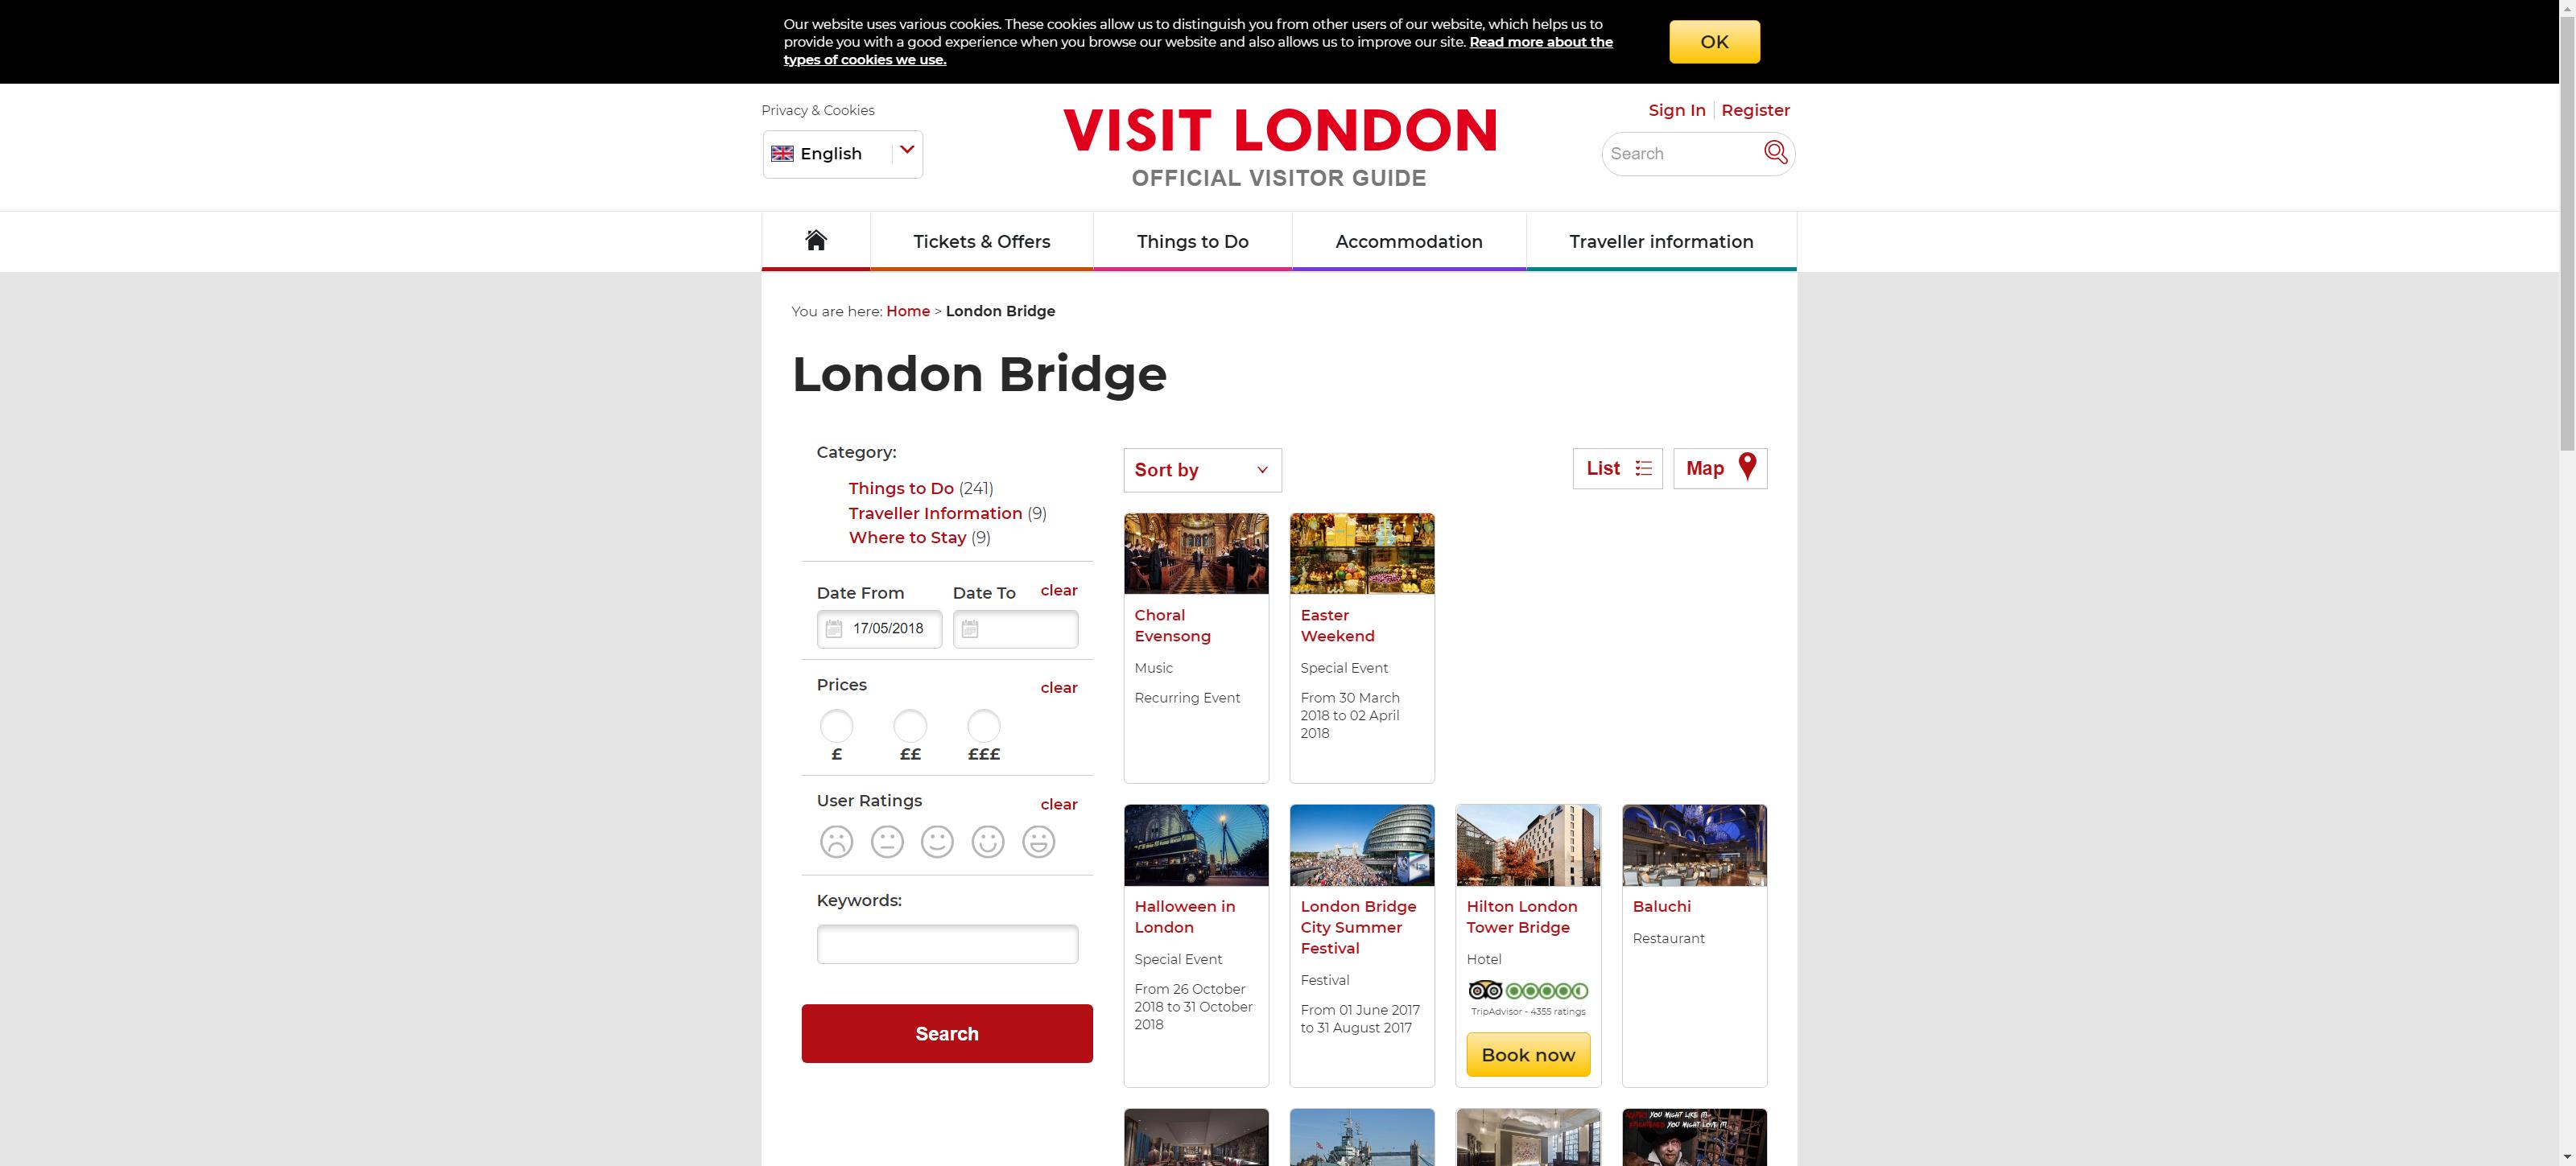 Our website uses various cookies. These cookies allow us to distinguish you from other users of our website, which helps us to
provide you with a good experience when you browse our website and also allows us to improve our site. Read more about the
types of cookies we use.
OK
Privacy & Cookies
English
VISIT LONDON
OFFICIAL VISITOR GUIDE
Sign In
Register
Search
Tickets & Offers
Things to Do
Accommodation
Traveller information
You are here: Home > London Bridge
London Bridge
Category:
Things to Do (241)
Traveller Information (9)
Where to Stay (9)
Date From
Date To
clear
17/05/2018
Prices
clear
£
££
£££
User Ratings
clear
Keywords:
Search
Sort by
List
Map
Choral
Evensong
Music
Recurring Event
Easter
Weekend
Special Event
From 30 March
2018 to 02 April
2018
Halloween in
London
Special Event
From 26 October
2018 to 31 October
2018
London Bridge
City Summer
Festival
Festival
From 01 June 2017
to 31 August 2017
Hilton London
Tower Bridge
Hotel
TripAdvisor - 4355 ratings
Book now
Baluchi
Restaurant
YOU MIGHT LIKE IT!
YOU MIGHT LOVE IT!